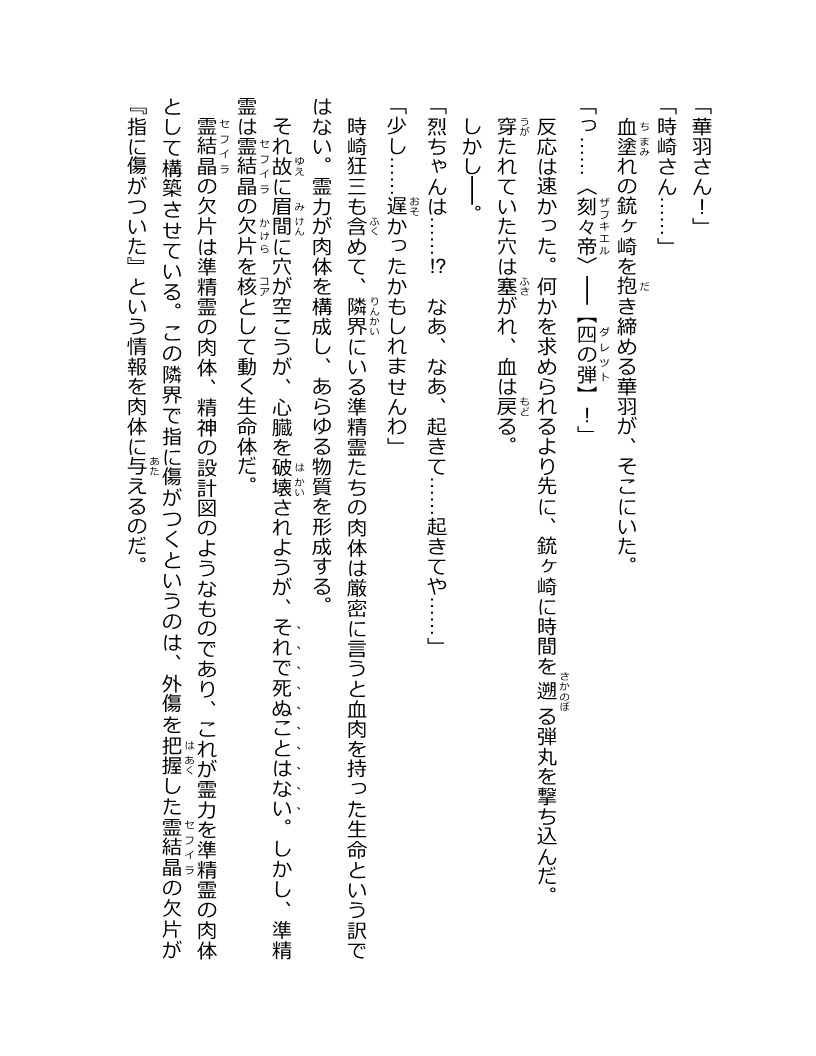 「華羽さん！」
「時崎さん……」
血塗れの銃ヶ崎を抱き締める華羽が、そこにいた。
「っ……〈刻々帝〉――【四の弾】！」
反応は速かった。何かを求められるより先に、銃ヶ崎に時間を遡る弾丸を撃ち込んだ。
穿たれていた穴は塞がれ、血は戻る。
しかし――。
「烈ちゃんは……⁉　なあ、なあ、起きて……起きてや……」
「少し……遅かったかもしれませんわ」
時崎狂三も含めて、隣界にいる準精霊たちの肉体は厳密に言うと血肉を持った生命という訳で
はない。霊力が肉体を構成し、あらゆる物質を形成する。
それ故に眉間に穴が空こうが、心臓を破壊されようが、それで死ぬことはない。しかし、準精
霊は霊結晶の欠片を核として動く生命体だ。
霊結晶の欠片は準精霊の肉体、精神の設計図のようなものであり、これが霊力を準精霊の肉体
として構築させている。この隣界で指に傷がつくというのは、外傷を把握した霊結晶の欠片が
『指に傷がついた』という情報を肉体に与えるのだ。